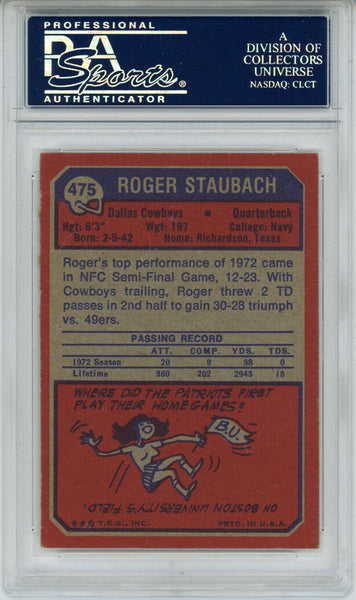 PROFESSIONAL
PSA
Sports
®
AUTHENTICATOR
A
DIVISION OF
COLLECTORS
UNIVERSE
NASDAQ: CLCT
475
ROGER STAUBACH
Dallas Cowboys • Quarterback
Hgt: 6'3" Wgt: 197 College: Navy
Born: 2-5-42 Home: Richardson, Texas
Roger's top performance of 1972 came
in NFC Semi-Final Game, 12-23. With
Cowboys trailing, Roger threw 2 TD
passes in 2nd half to gain 30-28 triumph
vs. 49ers.
PASSING RECORD
ATT. COMP. YDS. TDS.
1972 Season 20 9 98 0
Lifetime 360 202 2943 18
WHERE DID THE PATRIOTS FIRST
PLAY THEIR HOME GAMES?
B.U.
ON BOSTON UNIVERSITY'S FIELD.
**© T.C.G., INC. PRTD. IN U.S.A.